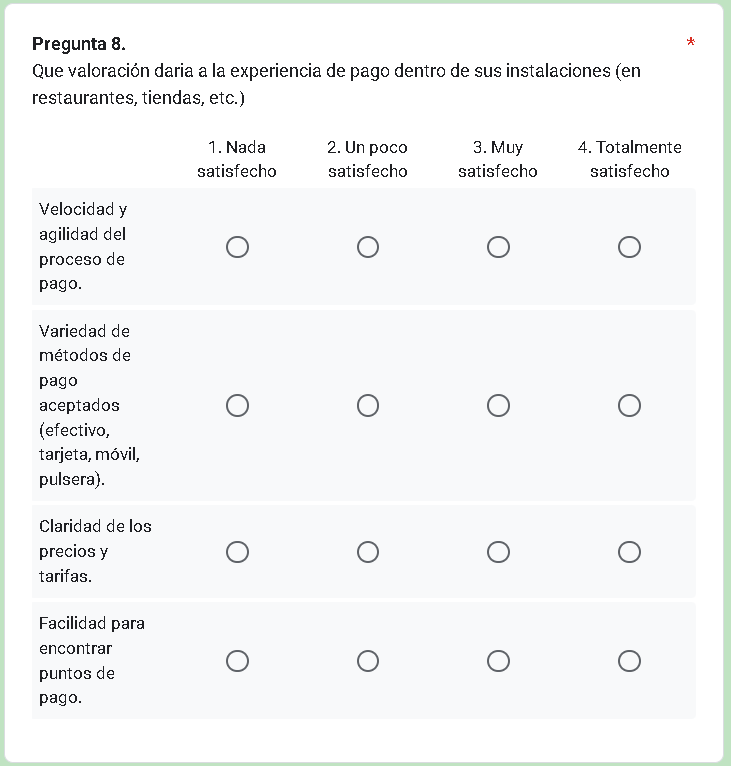 Pregunta 8. *
Que valoración daria a la experiencia de pago dentro de sus instalaciones (en
restaurantes, tiendas, etc.)
1. Nada satisfecho
2. Un poco satisfecho
3. Muy satisfecho
4. Totalmente satisfecho
Velocidad y
agilidad del
proceso de
pago.
Variedad de
métodos de
pago
aceptados
(efectivo,
tarjeta, móvil,
pulsera).
Claridad de los
precios y
tarifas.
Facilidad para
encontrar
puntos de
pago.